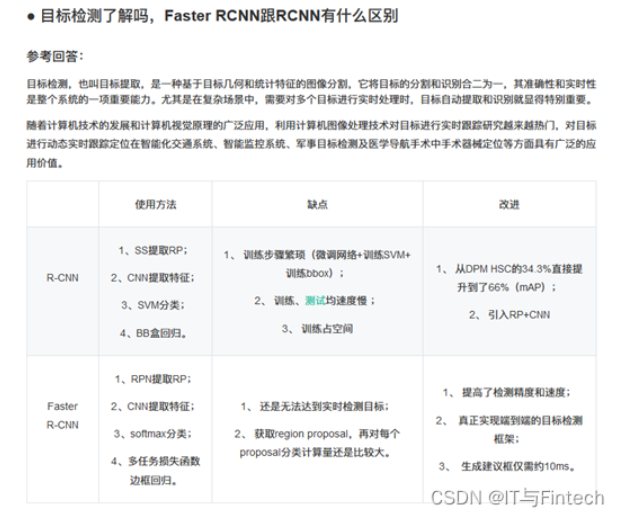 ● 目标检测了解吗，Faster RCNN跟RCNN有什么区别
参考回答：
目标检测，也叫目标提取，是一种基于目标几何和统计特征的图像分割，它将目标的分割和识别合二为一，其准确性和实时性
是整个系统的一项重要能力。尤其是在复杂场景中，需要对多个目标进行实时处理时，目标自动提取和识别就显得特别重要。
随着计算机技术的发展和计算机视觉原理的广泛应用，利用计算机图像处理技术对目标进行实时跟踪研究越来越热门，对目标
进行动态实时跟踪定位在智能化交通系统、智能监控系统、军事目标检测及医学导航手术中手术器械定位等方面具有广泛的应
用价值。
使用方法
缺点
改进
R-CNN
1、SS提取RP；
2、CNN提取特征；
3、SVM分类；
4、BB盒回归。
1、 训练步骤繁琐（微调网络+训练SVM+
训练bbox）；
2、 训练、测试均速度慢 ；
3、 训练占空间
1、 从DPM HSC的34.3%直接提
升到了66%（mAP）；
2、 引入RP+CNN
Faster
R-CNN
1、RPN提取RP；
2、CNN提取特征；
3、softmax分类；
4、多任务损失函数
边框回归。
1、 还是无法达到实时检测目标；
2、 获取region proposal，再对每个
proposal分类计算量还是比较大。
1、 提高了检测精度和速度；
2、 真正实现端到端的目标检测
框架；
3、 生成建议框仅需约10ms。
CSDN @IT与Fintech